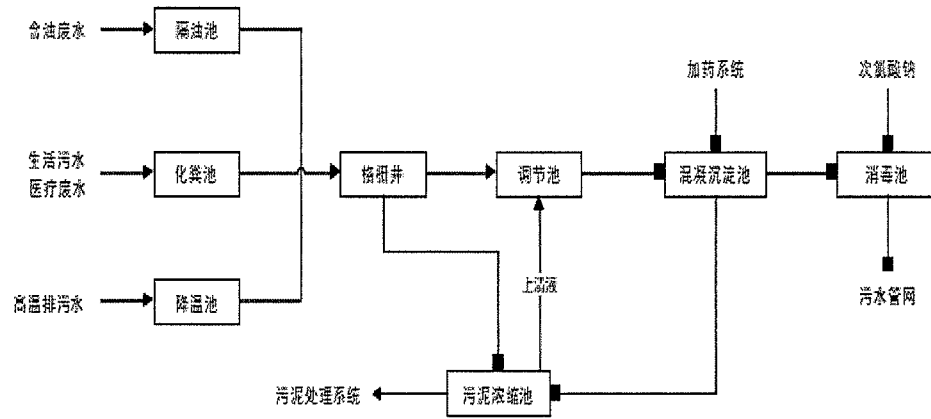 含油废水
隔油池
加药系统
次氯酸钠
生活污水
医疗废水
化粪池
格栅井
调节池
混凝沉淀池
消毒池
上清液
高温排污水
降温池
污水管网
污泥处理系统
污泥浓缩池